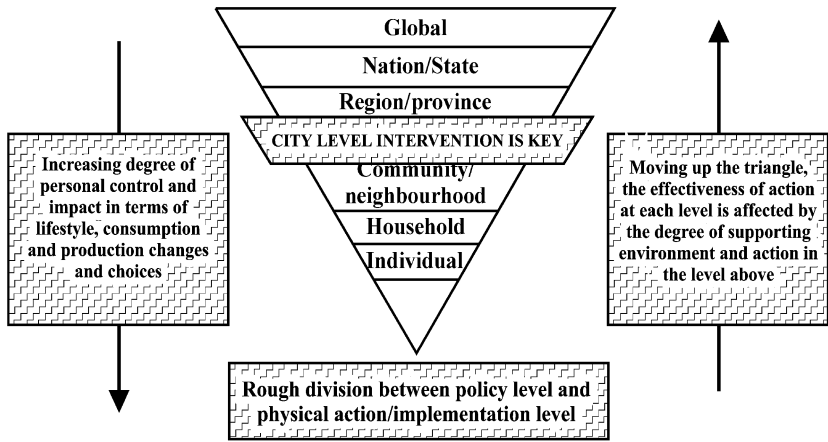 Global
Nation/State
Region/province
CITY LEVEL INTERVENTION IS KEY
Community/
neighbourhood
Household
Individual
Increasing degree of
personal control and
impact in terms of
lifestyle, consumption
and production changes
and choices
Moving up the triangle,
the effectiveness of action
at each level is affected by
the degree of supporting
environment and action in
the level above
Rough division between policy level and
physical action/implementation level